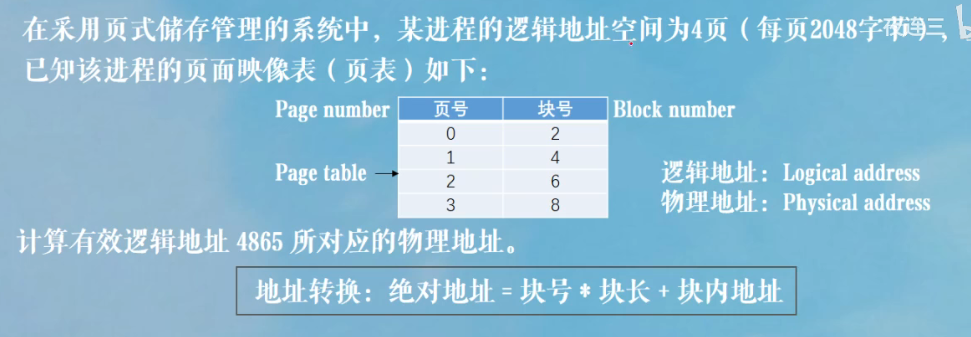 在采用页式储存管理的系统中，某进程的逻辑地址空间为4页（每页2048字节），
已知该进程的页面映像表（页表）如下：
Page number 页号 块号 Block number
0 2
1 4
Page table 2 6 逻辑地址：Logical address
3 8 物理地址：Physical address
计算有效逻辑地址 4865 所对应的物理地址。
地址转换：绝对地址 = 块号 * 块长 + 块内地址